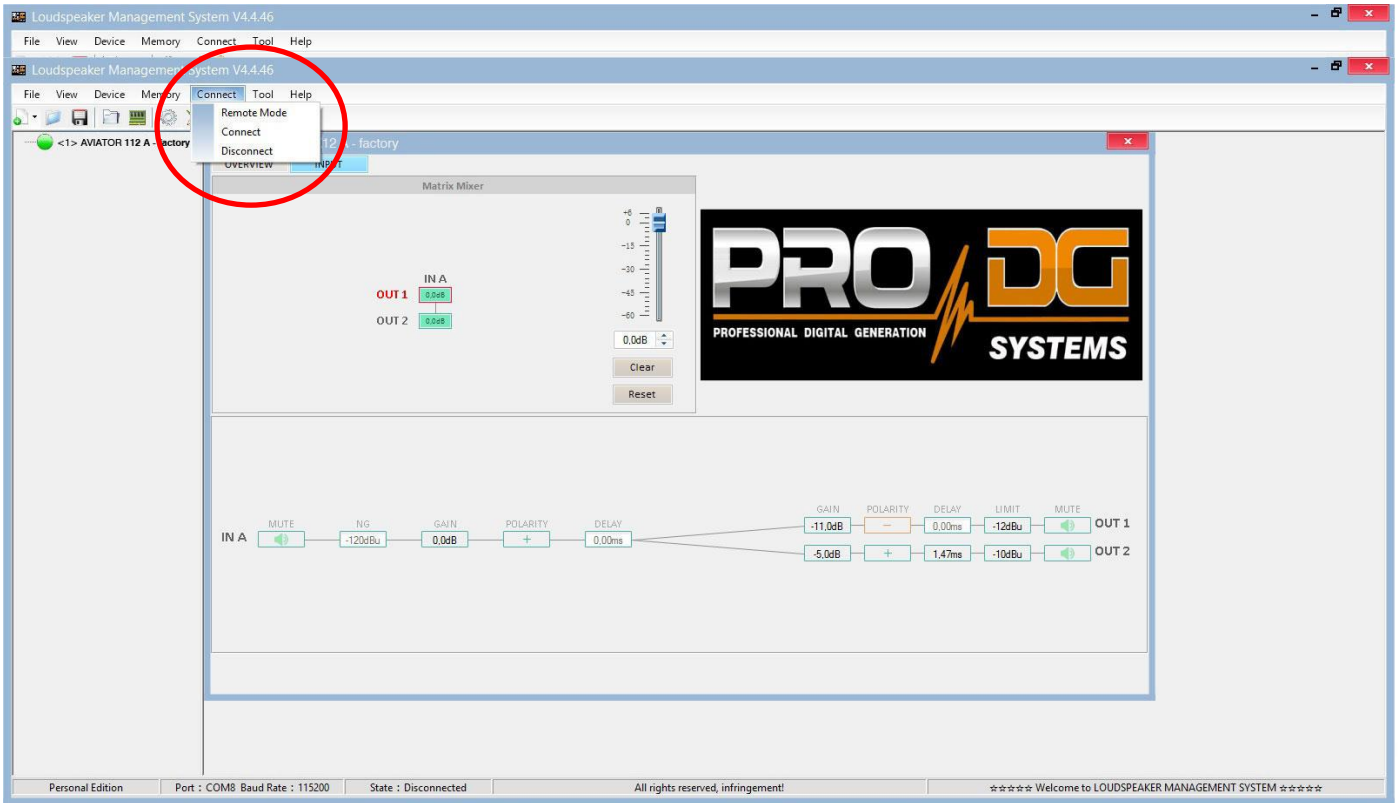 Loudspeaker Management System V4.4.46
File View Device Memory Connect Tool Help
Loudspeaker Management System V4.4.46
File View Device Memory Connect Tool Help
Remote Mode
Connect
Disconnect
<1> AVIATOR 112 A - factory
12 A - factory
OVERVIEW INPUT
Matrix Mixer
+6
0
-15
-30
-45
-60
IN A
OUT 1 0,0dB
OUT 2 0,0dB
0,0dB
Clear
Reset
PRO DG
PROFESSIONAL DIGITAL GENERATION
SYSTEMS
GAIN POLARITY DELAY LIMIT MUTE
-11,0dB − 0,00ms -12dBu OUT 1
MUTE NG GAIN POLARITY DELAY
IN A -120dBu 0,0dB + 0,00ms
-5,0dB + 1,47ms -10dBu OUT 2
Personal Edition Port : COM8 Baud Rate : 115200 State : Disconnected All rights reserved, infringement! ☆☆☆☆☆ Welcome to LOUDSPEAKER MANAGEMENT SYSTEM ☆☆☆☆☆